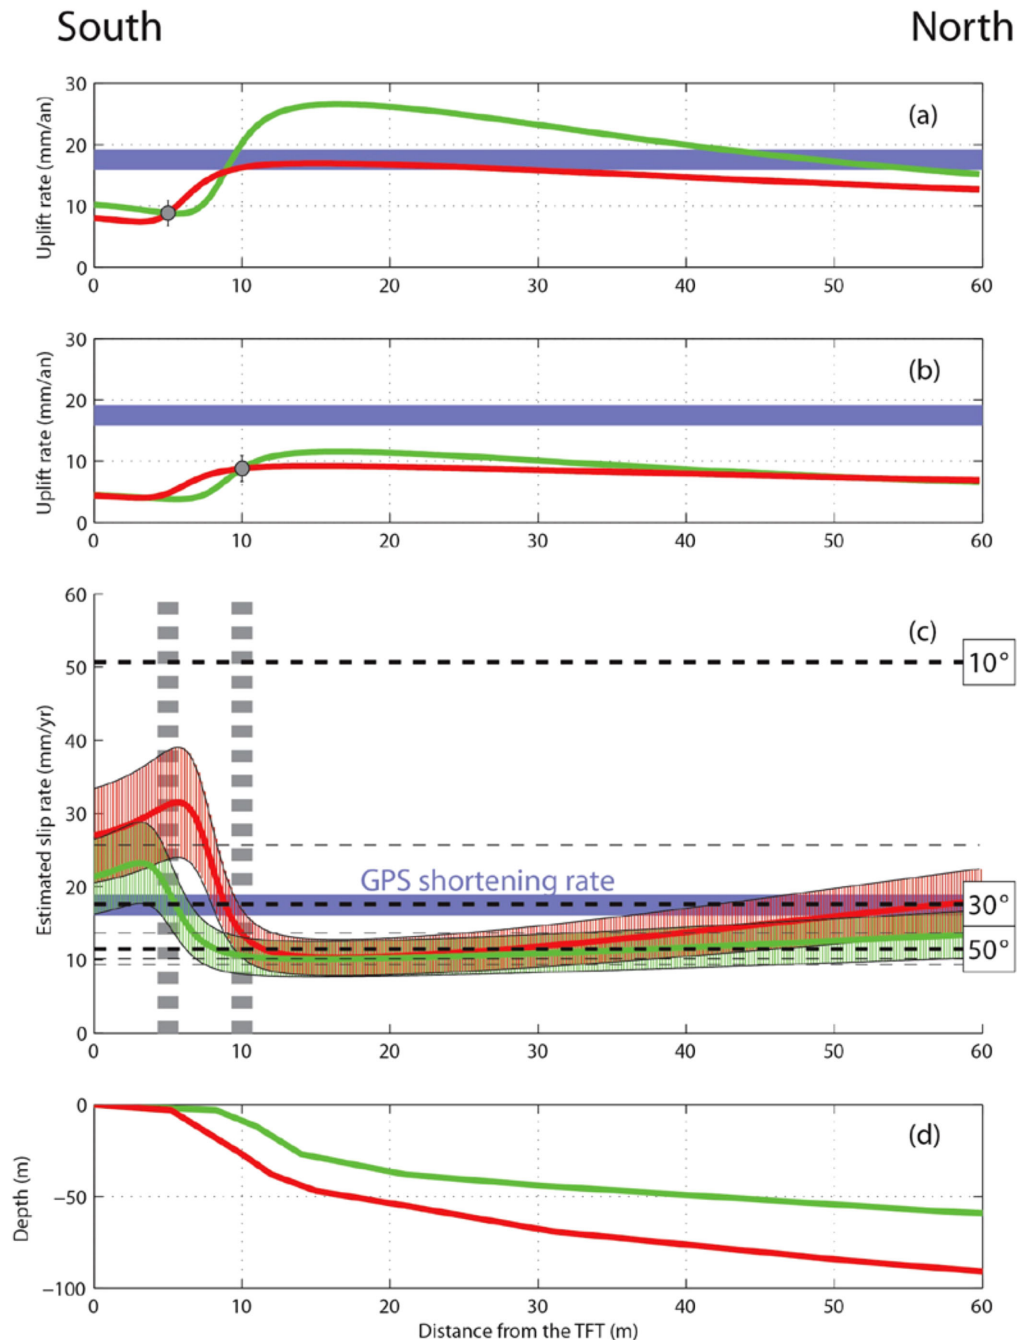 South North
30
20
10
0
Uplift rate (mm/an)
(a)
0 10 20 30 40 50 60
30
20
10
0
Uplift rate (mm/an)
(b)
0 10 20 30 40 50 60
60
50
40
30
20
10
0
Estimated slip rate (mm/yr)
(c)
10°
GPS shortening rate
30°
50°
0 10 20 30 40 50 60
0
−50
−100
Depth (m)
(d)
0 10 20 30 40 50 60
Distance from the TFT (m)